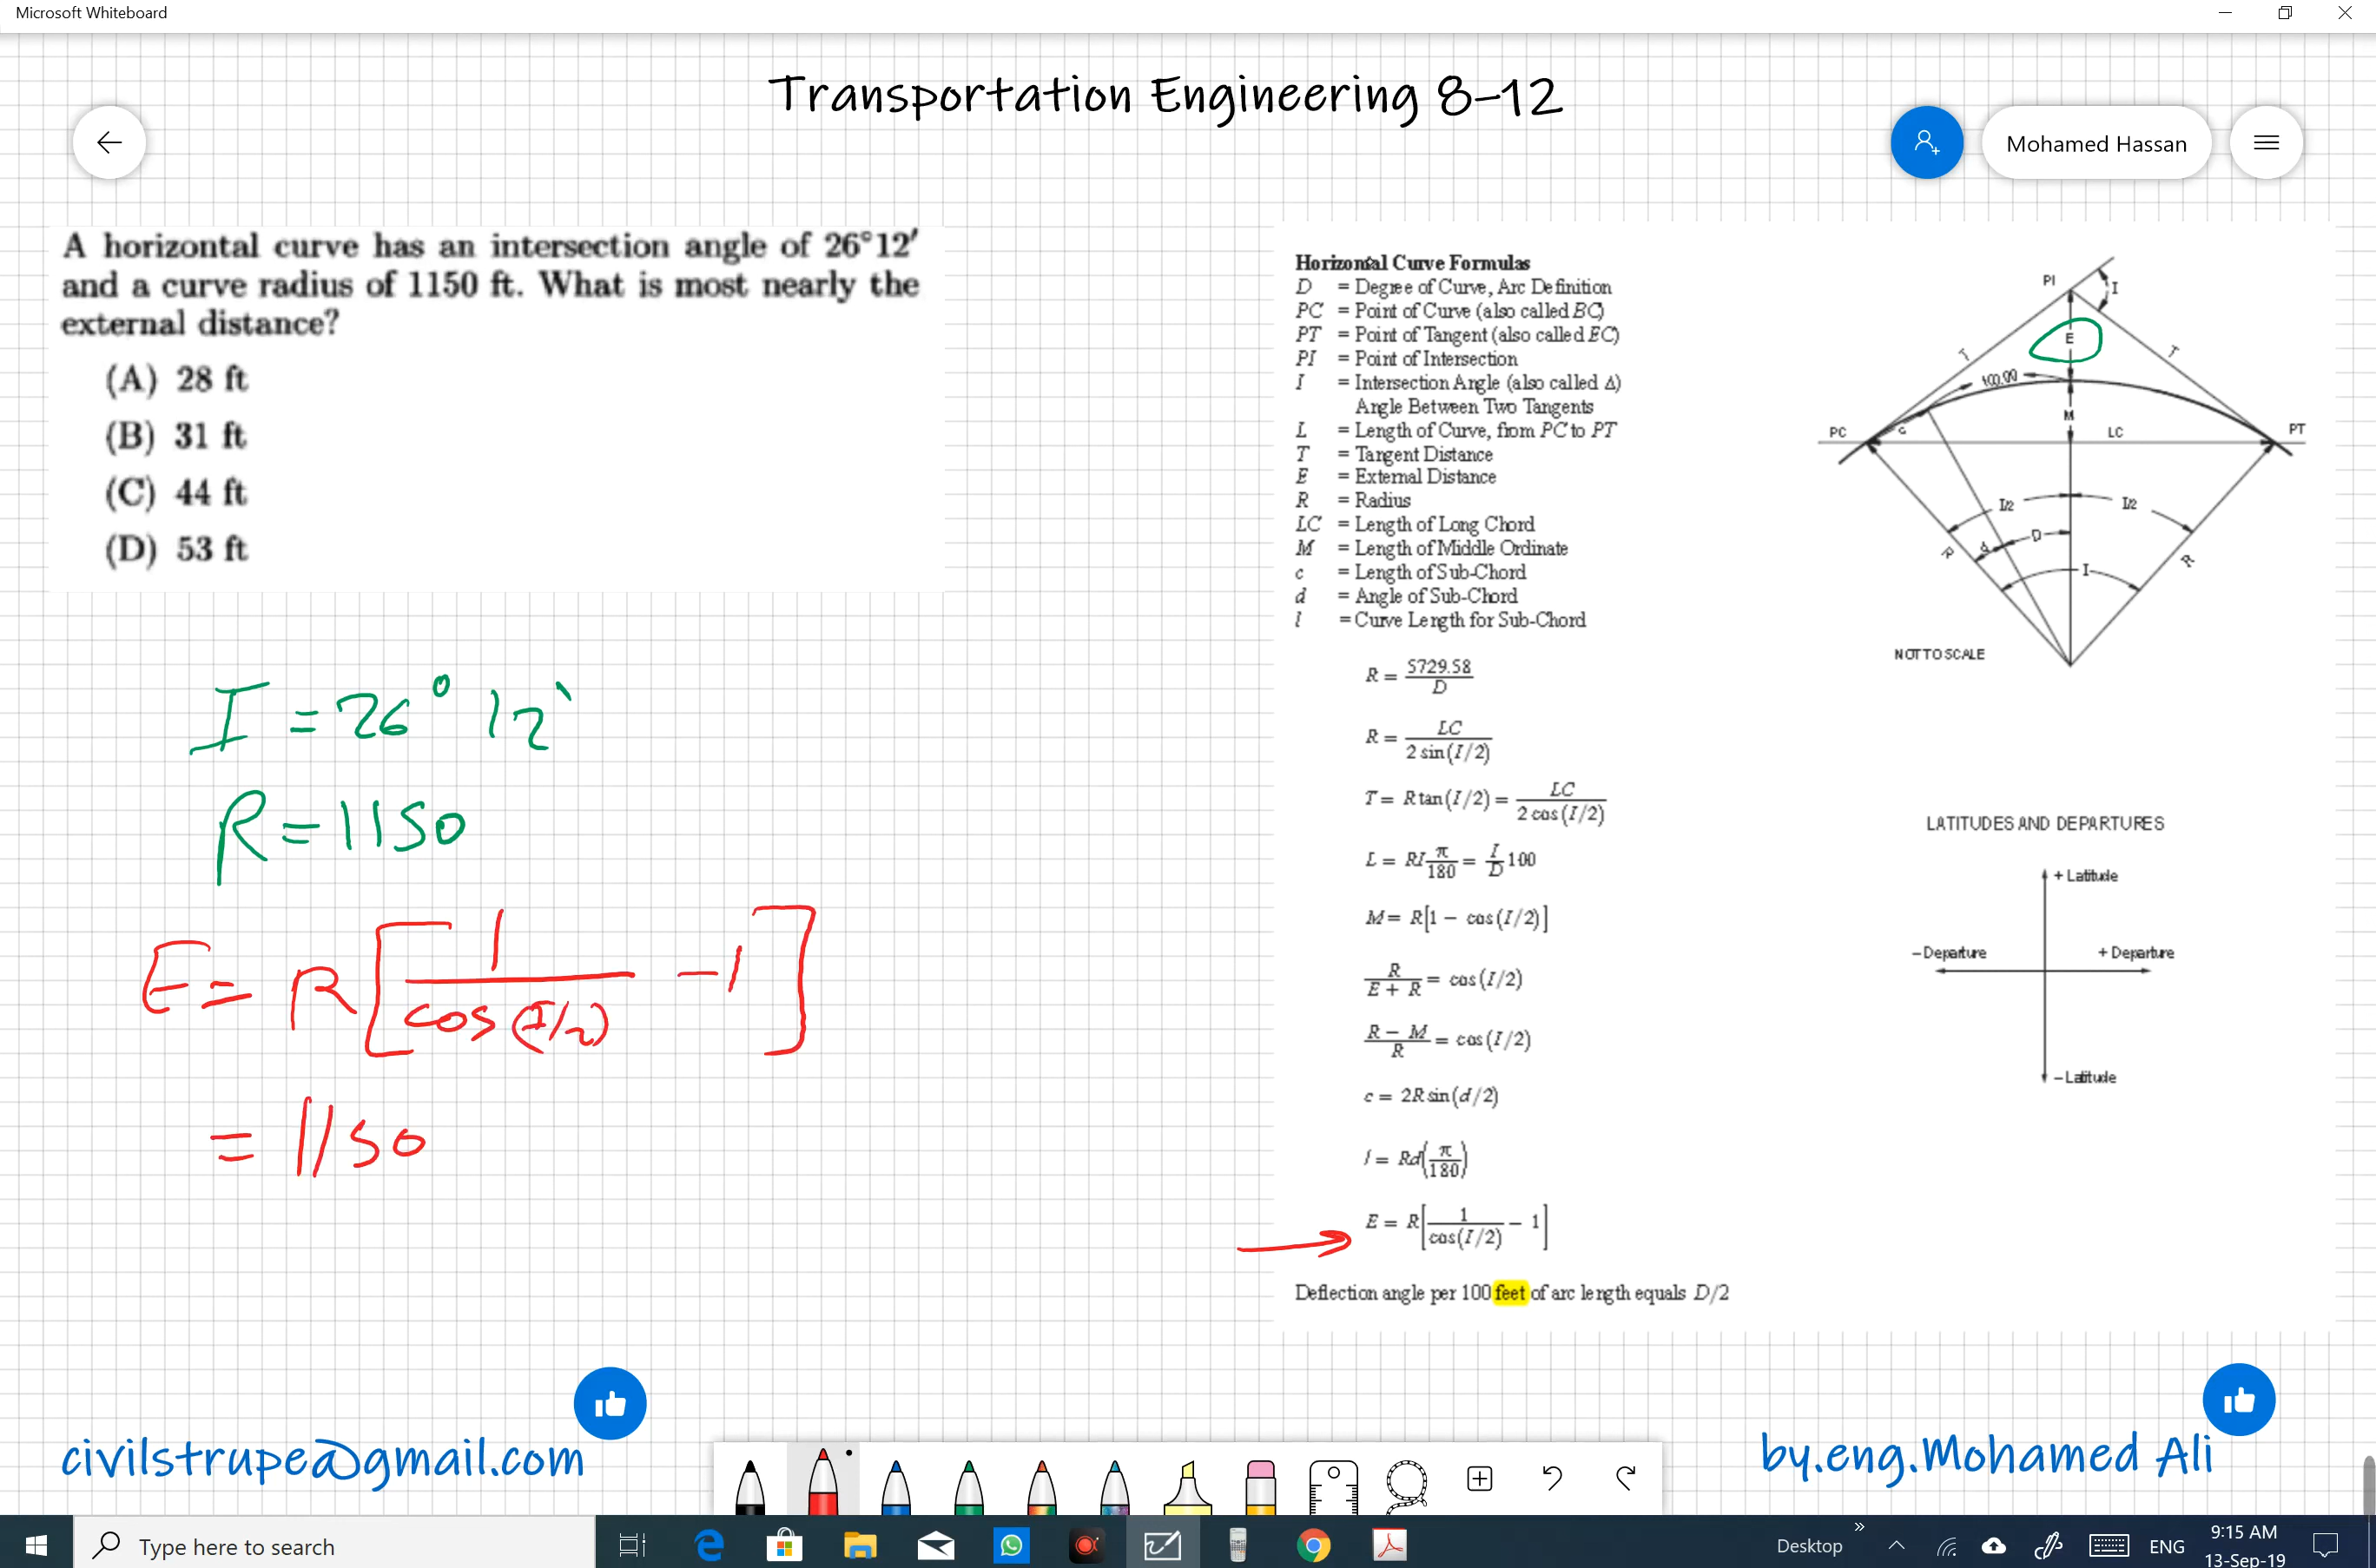 Microsoft Whiteboard
Transportation Engineering 8-12
Mohamed Hassan
A horizontal curve has an intersection angle of 26°12′
and a curve radius of 1150 ft. What is most nearly the
external distance?
(A) 28 ft
(B) 31 ft
(C) 44 ft
(D) 53 ft
I = 26° 12`
R = 1150
E = R [ 1 / cos (I/2) - 1 ]
= 1150
Horizontal Curve Formulas
D = Degree of Curve, Arc Definition
PC = Point of Curve (also called BC)
PT = Point of Tangent (also called EC)
PI = Point of Intersection
I = Intersection Angle (also called Δ)
Angle Between Two Tangents
L = Length of Curve, from PC to PT
T = Tangent Distance
E = External Distance
R = Radius
LC = Length of Long Chord
M = Length of Middle Ordinate
c = Length of Sub-Chord
d = Angle of Sub-Chord
l = Curve Length for Sub-Chord
R = 5729.58 / D
R = LC / 2 sin(I/2)
T = R tan(I/2) = LC / 2 cos(I/2)
L = RI π/180 = I/D 100
M = R[1 − cos(I/2)]
R / E + R = cos(I/2)
R − M / R = cos(I/2)
c = 2R sin(d/2)
l = Rd(π/180)
E = R[1 / cos(I/2) − 1]
Deflection angle per 100 feet of arc length equals D/2
PI
I
E
T
T
100.00
M
PC
c
LC
PT
I/2
I/2
D
d
R
R
I
NOT TO SCALE
LATITUDES AND DEPARTURES
+ Latitude
− Departure
+ Departure
− Latitude
civilstrupe@gmail.com
by.eng.Mohamed Ali
Type here to search
Desktop
ENG
9:15 AM
13-Sep-19